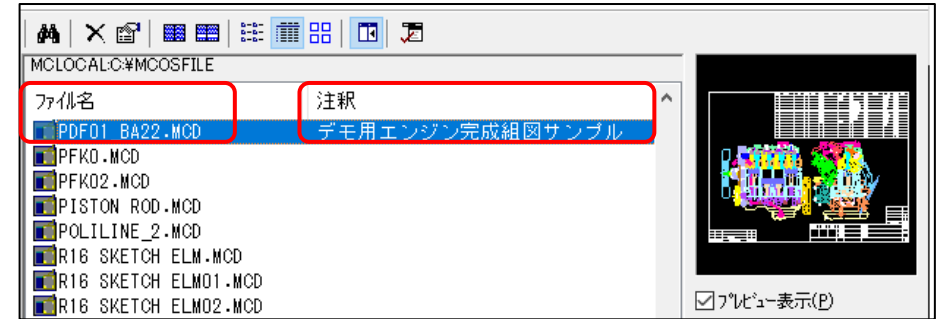 MCLOCAL:C:¥MCOSFILE
ファイル名 注釈
PDF01 BA22.MCD デモ用エンジン完成組図サンプル
PFKO.MCD
PFK02.MCD
PISTON ROD.MCD
POLILINE_2.MCD
R16 SKETCH ELM.MCD
R16 SKETCH ELM01.MCD
R16 SKETCH ELM02.MCD
プレビュー表示(P)